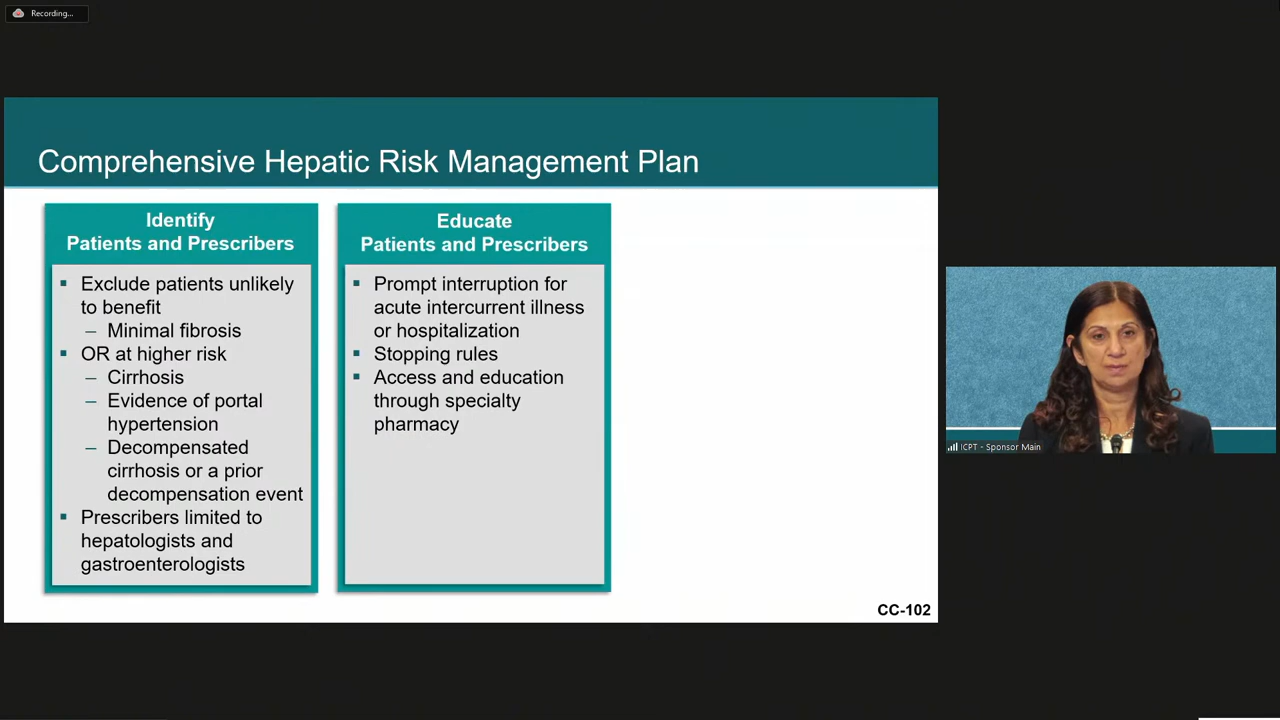 Recording...
Comprehensive Hepatic Risk Management Plan
Identify
Patients and Prescribers
Exclude patients unlikely
to benefit
– Minimal fibrosis
OR at higher risk
– Cirrhosis
– Evidence of portal
hypertension
– Decompensated
cirrhosis or a prior
decompensation event
Prescribers limited to
hepatologists and
gastroenterologists
Educate
Patients and Prescribers
Prompt interruption for
acute intercurrent illness
or hospitalization
Stopping rules
Access and education
through specialty
pharmacy
CC-102
ICPT - Sponsor Main